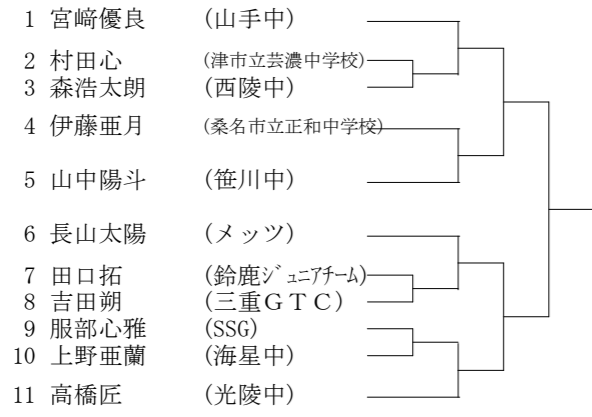 1 宮﨑優良 (山手中)
2 村田心 (津市立芸濃中学校)
3 森浩太朗 (西陵中)
4 伊藤亜月 (桑名市立正和中学校)
5 山中陽斗 (笹川中)
6 長山太陽 (メッツ)
7 田口拓 (鈴鹿ジュニアチーム)
8 吉田朔 (三重GTC)
9 服部心雅 (SSG)
10 上野亜蘭 (海星中)
11 高橋匠 (光陵中)